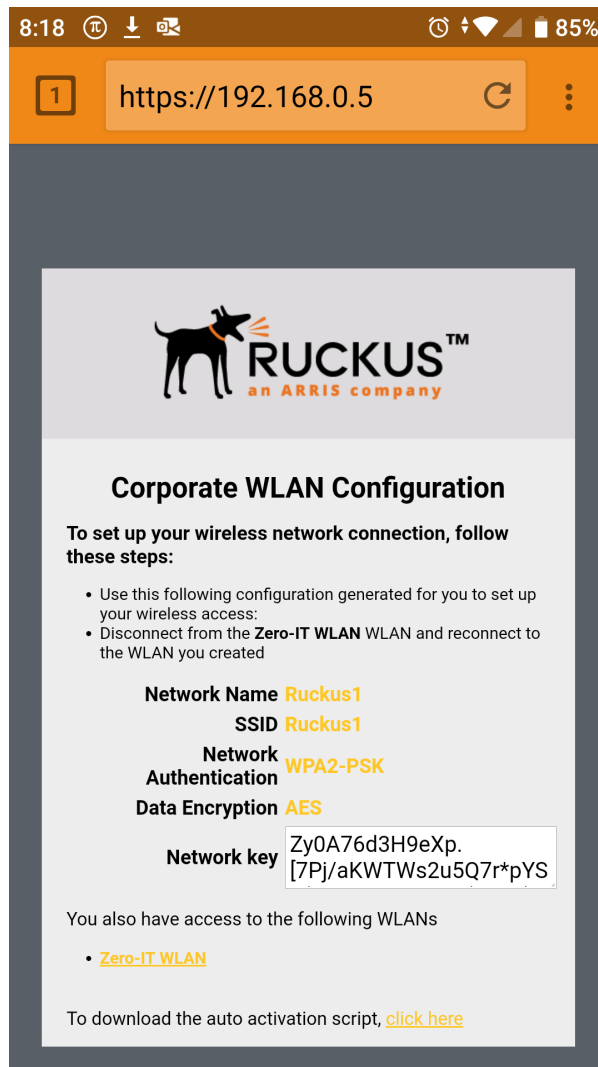 8:18 85%
1 https://192.168.0.5
RUCKUS™
an ARRIS company
Corporate WLAN Configuration
To set up your wireless network connection, follow
these steps:
• Use this following configuration generated for you to set up
your wireless access:
• Disconnect from the Zero-IT WLAN WLAN and reconnect to
the WLAN you created
Network Name Ruckus1
SSID Ruckus1
Network
Authentication WPA2-PSK
Data Encryption AES
Network key Zy0A76d3H9eXp.
[7Pj/aKWTWs2u5Q7r*pYS
You also have access to the following WLANs
• Zero-IT WLAN
To download the auto activation script, click here